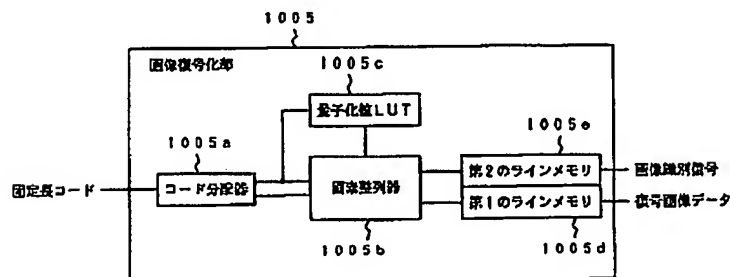 1005
画像復号化部
1005c
量子化値LUT
1005a
1005e
コード分配器
画素整列器
第2のラインメモリ
画像識別信号
固定長コード
第1のラインメモリ
復号画像データ
1005b
1005d